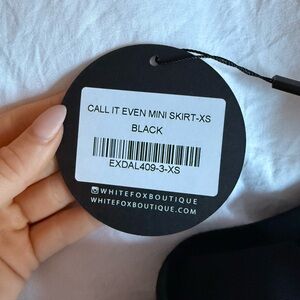 CALL IT EVEN MINI SKIRT-XS
BLACK
EXDAL409-3-XS
WHITEFOXBOUTIQUE
WHITEFOXBOUTIQUE.COM